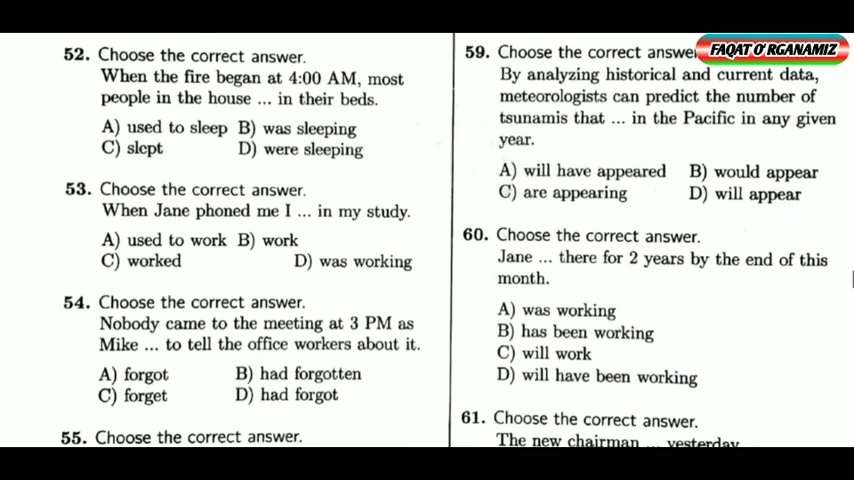 FAQAT O'RGANAMIZ
52. Choose the correct answer.
When the fire began at 4:00 AM, most
people in the house ... in their beds.
A) used to sleep B) was sleeping
C) slept D) were sleeping
53. Choose the correct answer.
When Jane phoned me I ... in my study.
A) used to work B) work
C) worked D) was working
54. Choose the correct answer.
Nobody came to the meeting at 3 PM as
Mike ... to tell the office workers about it.
A) forgot B) had forgotten
C) forget D) had forgot
55. Choose the correct answer.
59. Choose the correct answe
By analyzing historical and current data,
meteorologists can predict the number of
tsunamis that ... in the Pacific in any given
year.
A) will have appeared B) would appear
C) are appearing D) will appear
60. Choose the correct answer.
Jane ... there for 2 years by the end of this
month.
A) was working
B) has been working
C) will work
D) will have been working
61. Choose the correct answer.
The new chairman ... yesterday